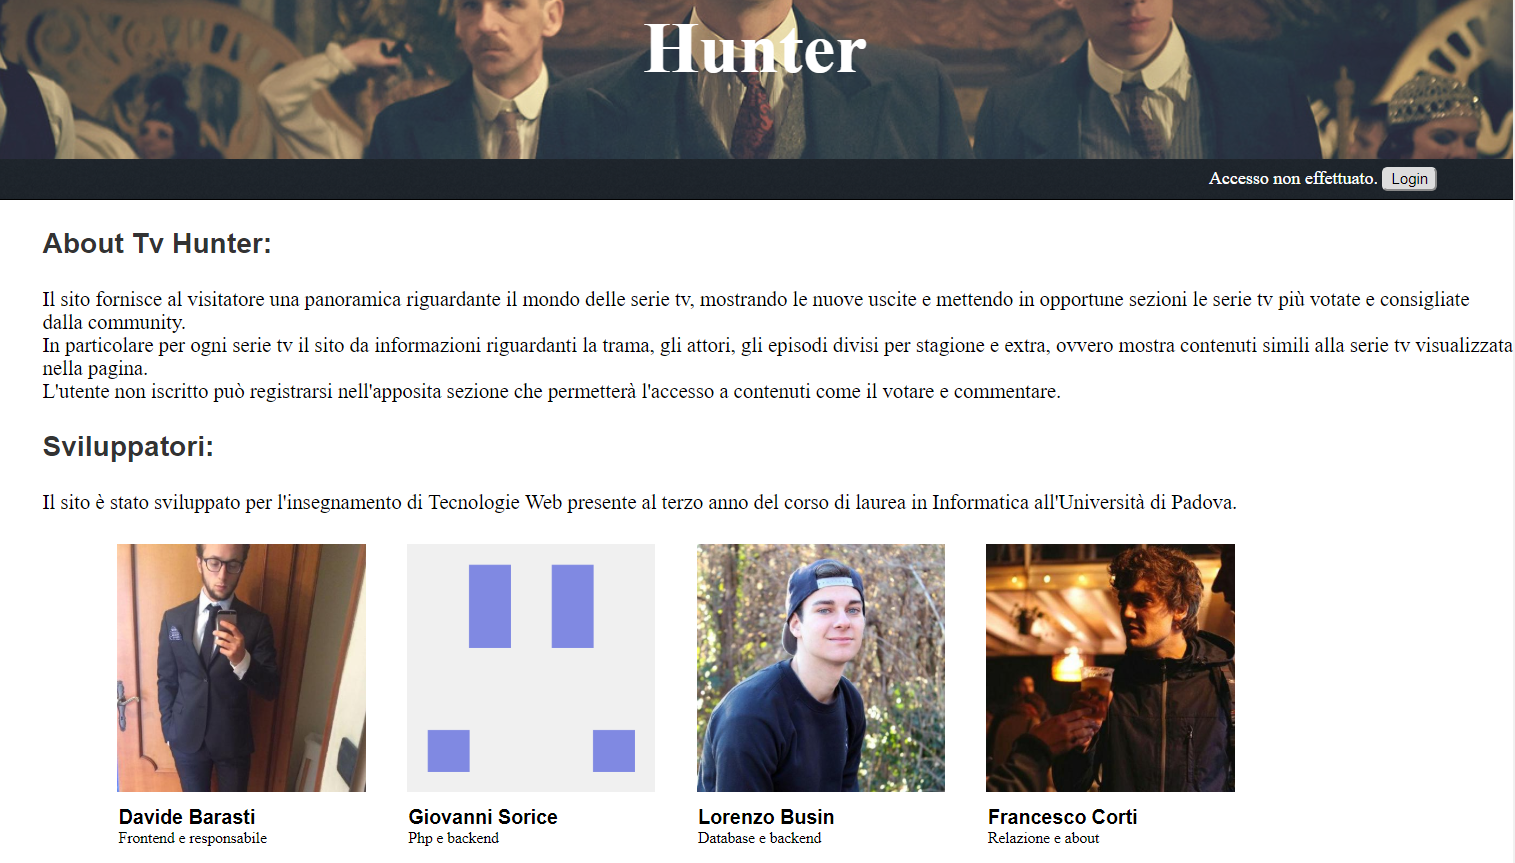 Hunter
Accesso non effettuato. Login
About Tv Hunter:
Il sito fornisce al visitatore una panoramica riguardante il mondo delle serie tv, mostrando le nuove uscite e mettendo in opportune sezioni le serie tv più votate e consigliate
dalla community.
In particolare per ogni serie tv il sito da informazioni riguardanti la trama, gli attori, gli episodi divisi per stagione e extra, ovvero mostra contenuti simili alla serie tv visualizzata
nella pagina.
L'utente non iscritto può registrarsi nell'apposita sezione che permetterà l'accesso a contenuti come il votare e commentare.
Sviluppatori:
Il sito è stato sviluppato per l'insegnamento di Tecnologie Web presente al terzo anno del corso di laurea in Informatica all'Università di Padova.
Davide Barasti
Frontend e responsabile
Giovanni Sorice
Php e backend
Lorenzo Busin
Database e backend
Francesco Corti
Relazione e about